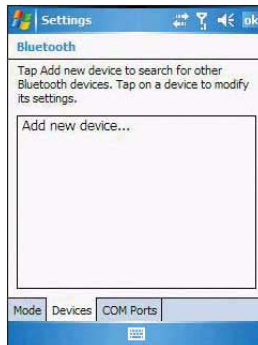 Settings
ok
Bluetooth
Tap Add new device to search for other
Bluetooth devices. Tap on a device to modify
its settings.
Add new device...
Mode Devices COM Ports